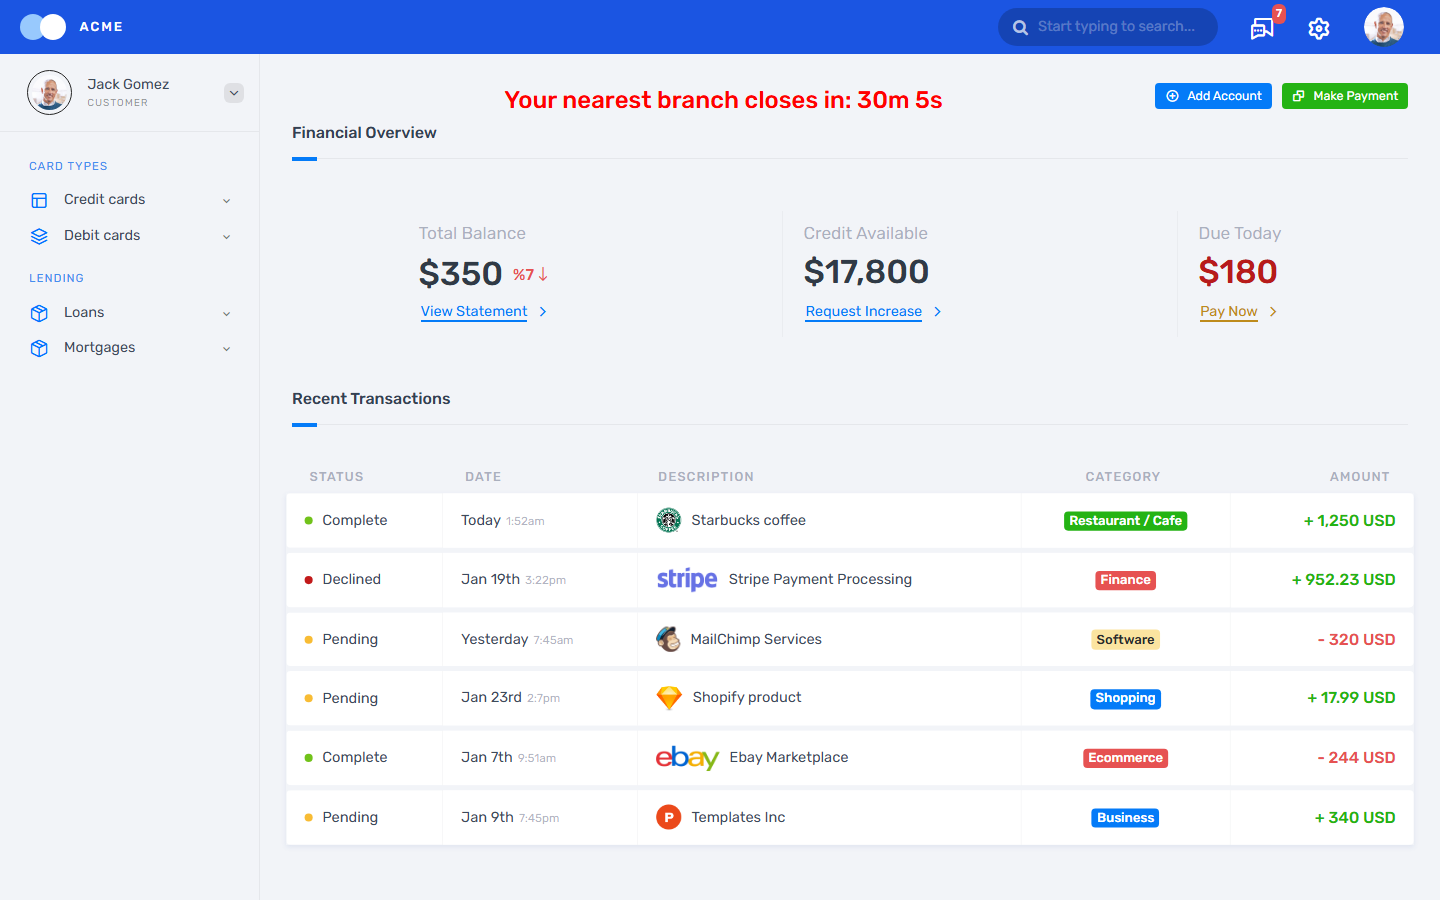 ACME
Start typing to search...
7
Jack Gomez
CUSTOMER
Your nearest branch closes in: 30m 5s
Add Account
Make Payment
Financial Overview
CARD TYPES
Credit cards
Debit cards
LENDING
Loans
Mortgages
Total Balance
$350 %7
View Statement
Credit Available
$17,800
Request Increase
Due Today
$180
Pay Now
Recent Transactions
STATUS DATE DESCRIPTION CATEGORY AMOUNT
Complete Today 1:52am Starbucks coffee Restaurant / Cafe + 1,250 USD
Declined Jan 19th 3:22pm stripe Stripe Payment Processing Finance + 952.23 USD
Pending Yesterday 7:45am MailChimp Services Software - 320 USD
Pending Jan 23rd 2:7pm Shopify product Shopping + 17.99 USD
Complete Jan 7th 9:51am ebay Ebay Marketplace Ecommerce - 244 USD
Pending Jan 9th 7:45pm P Templates Inc Business + 340 USD